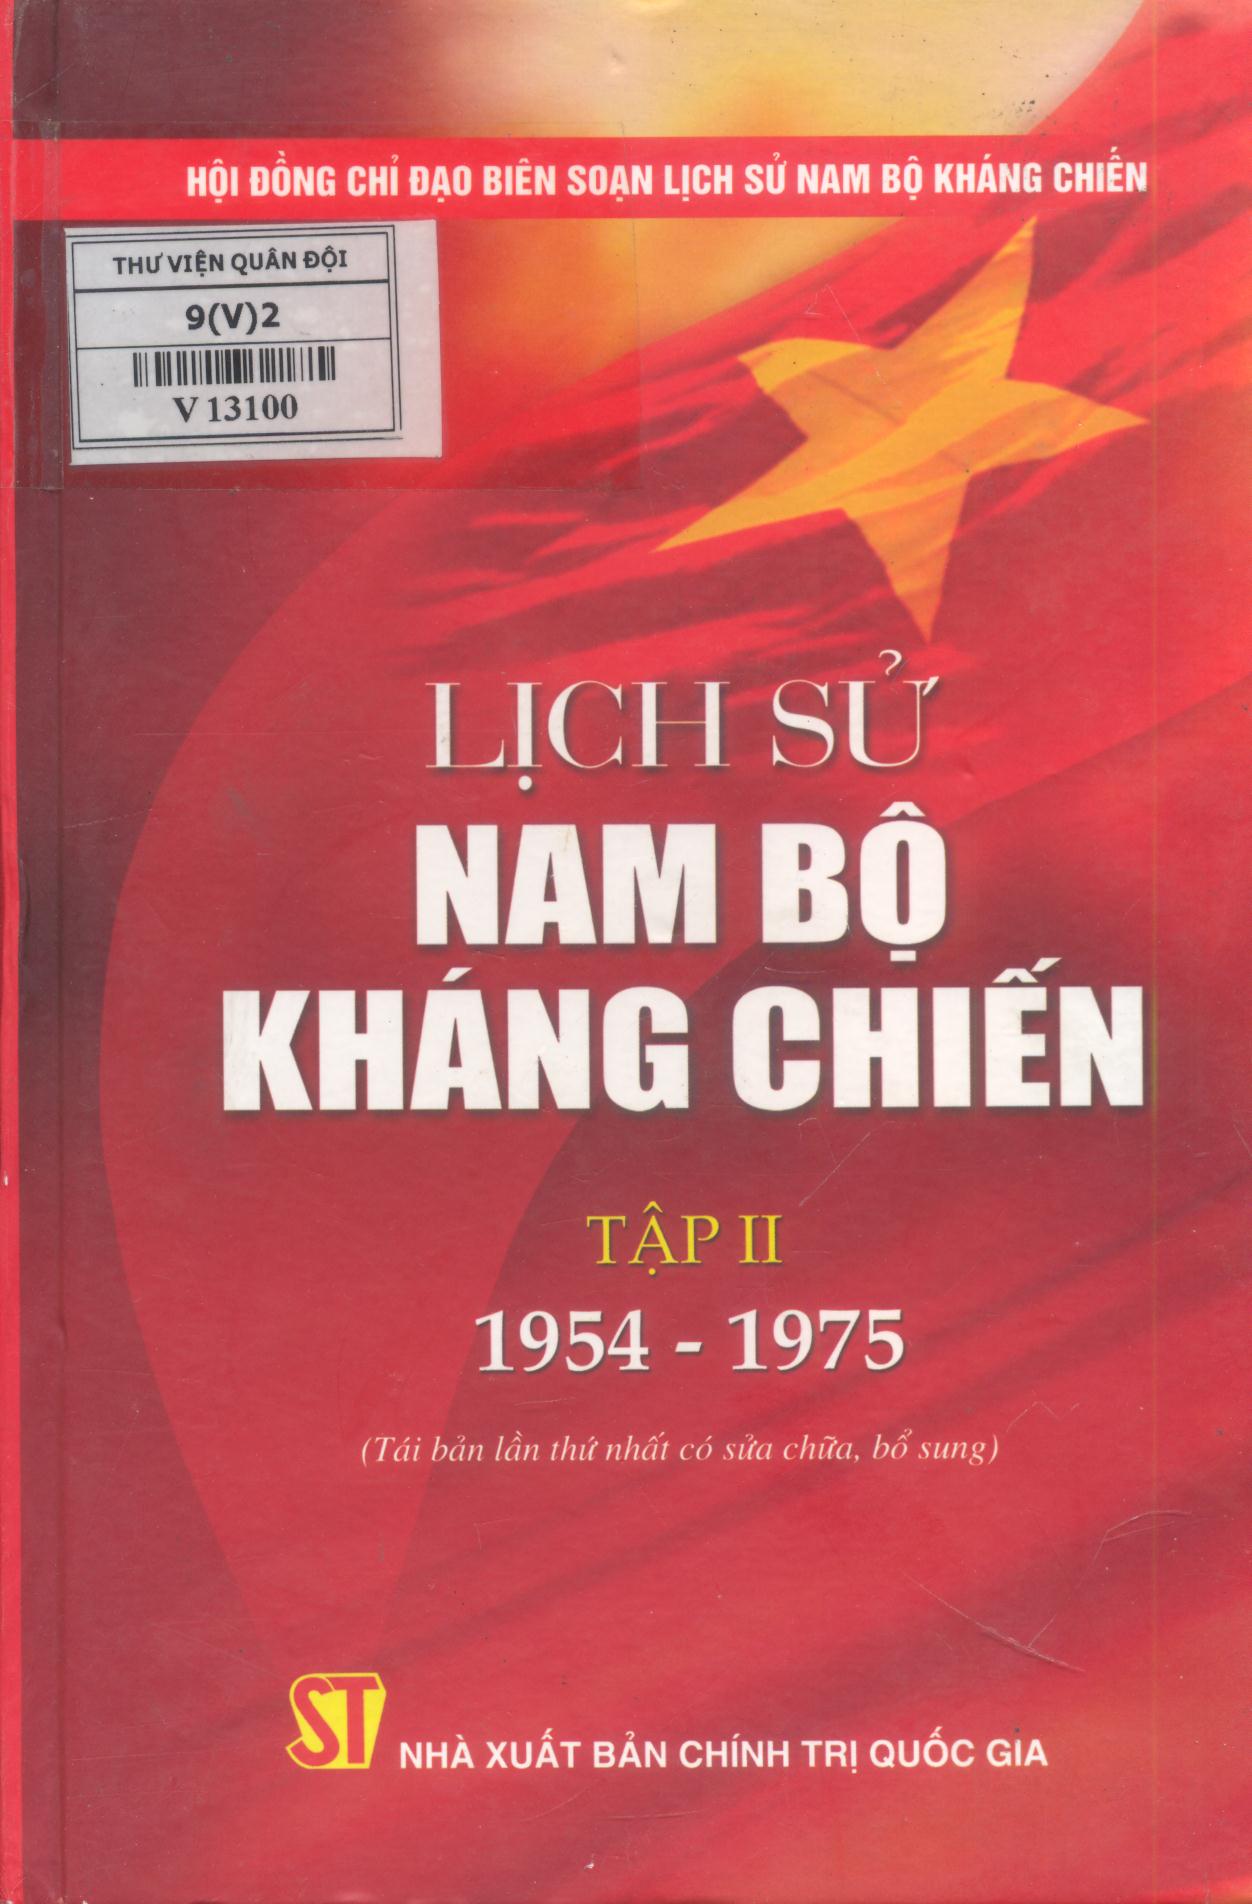 HỘI ĐỒNG CHỈ ĐẠO BIÊN SOẠN LỊCH SỬ NAM BỘ KHÁNG CHIẾN
THƯ VIỆN QUÂN ĐỘI
9(V)2
V 13100
LỊCH SỬ
NAM BỘ
KHÁNG CHIẾN
TẬP II
1954 - 1975
(Tái bản lần thứ nhất có sửa chữa, bổ sung)
ST
NHÀ XUẤT BẢN CHÍNH TRỊ QUỐC GIA